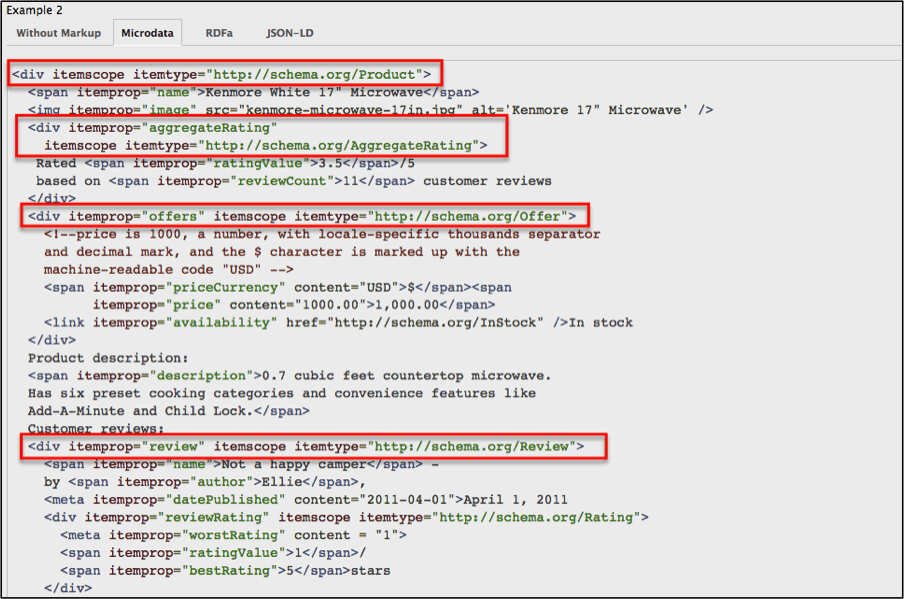 Example 2
Without Markup Microdata RDFa JSON-LD
<div itemscope itemtype="http://schema.org/Product">
<span itemprop="name">Kenmore White 17" Microwave</span>
<img itemprop="image" src="kenmore-microwave-17in.jpg" alt='Kenmore 17" Microwave' />
<div itemprop="aggregateRating"
itemscope itemtype="http://schema.org/AggregateRating">
Rated <span itemprop="ratingValue">3.5</span>/5
based on <span itemprop="reviewCount">11</span> customer reviews
</div>
<div itemprop="offers" itemscope itemtype="http://schema.org/Offer">
<!--price is 1000, a number, with locale-specific thousands separator
and decimal mark, and the $ character is marked up with the
machine-readable code "USD" -->
<span itemprop="priceCurrency" content="USD">$</span><span
itemprop="price" content="1000.00">1,000.00</span>
<link itemprop="availability" href="http://schema.org/InStock" />In stock
</div>
Product description:
<span itemprop="description">0.7 cubic feet countertop microwave.
Has six preset cooking categories and convenience features like
Add-A-Minute and Child Lock.</span>
Customer reviews:
<div itemprop="review" itemscope itemtype="http://schema.org/Review">
<span itemprop="name">Not a happy camper</span> -
by <span itemprop="author">Ellie</span>,
<meta itemprop="datePublished" content="2011-04-01">April 1, 2011
<div itemprop="reviewRating" itemscope itemtype="http://schema.org/Rating">
<meta itemprop="worstRating" content = "1">
<span itemprop="ratingValue">1</span>/
<span itemprop="bestRating">5</span>stars
</div>